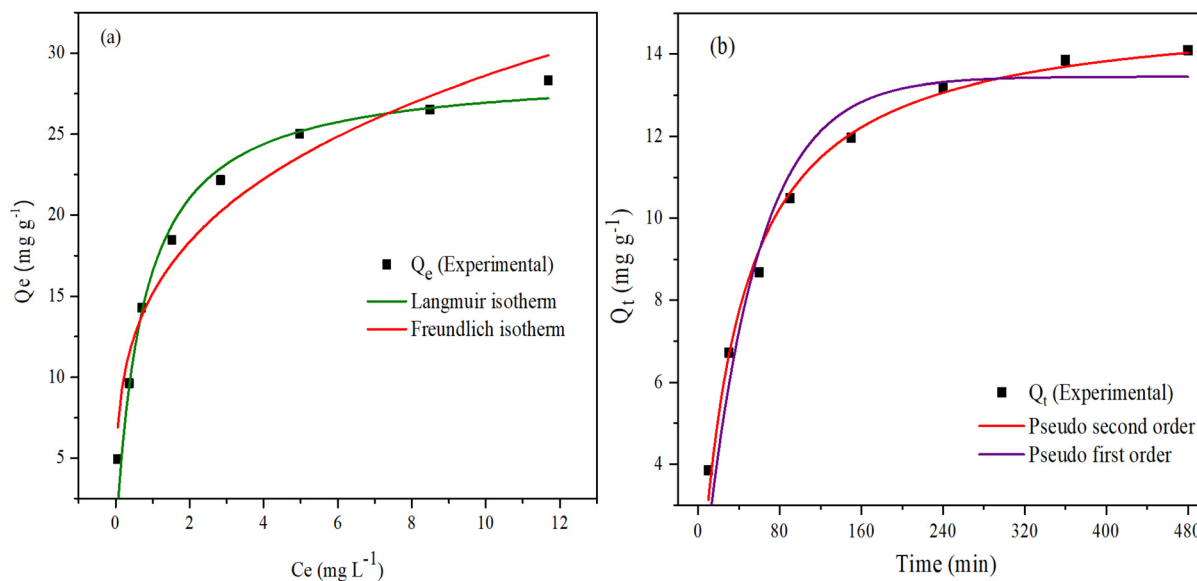 (a)
30
25
20
15
10
5
Qe (mg g-1)
Qe (Experimental)
Langmuir isotherm
Freundlich isotherm
0 2 4 6 8 10 12
Ce (mg L-1)
(b)
14
12
10
8
6
4
Qt (mg g-1)
Qt (Experimental)
Pseudo second order
Pseudo first order
0 80 160 240 320 400 480
Time (min)